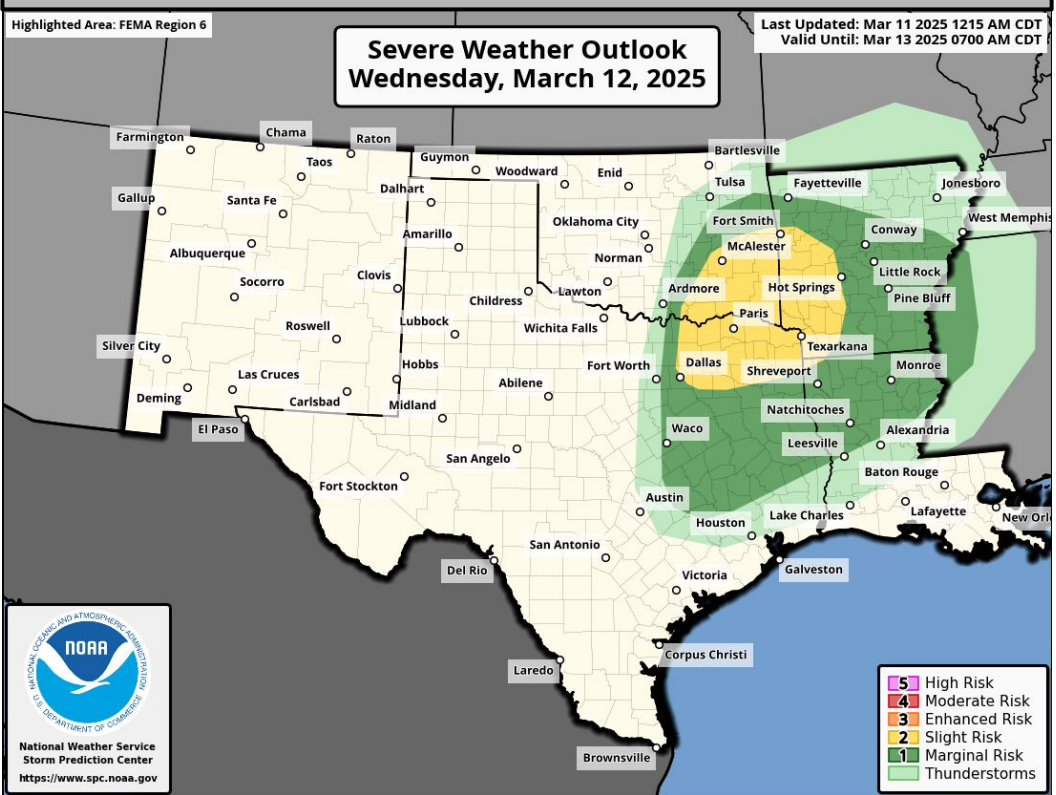 Highlighted Area: FEMA Region 6
Last Updated: Mar 11 2025 1215 AM CDT
Valid Until: Mar 13 2025 0700 AM CDT
Severe Weather Outlook
Wednesday, March 12, 2025
Farmington
Chama
Raton
Taos
Guymon
Woodward
Enid
Bartlesville
Tulsa
Fayetteville
Jonesboro
Gallup
Santa Fe
Dalhart
Oklahoma City
Fort Smith
Conway
West Memphis
Albuquerque
Amarillo
Norman
McAlester
Little Rock
Socorro
Clovis
Childress
Lawton
Ardmore
Hot Springs
Pine Bluff
Roswell
Lubbock
Wichita Falls
Paris
Texarkana
Silver City
Las Cruces
Hobbs
Fort Worth
Dallas
Shreveport
Monroe
Deming
Carlsbad
Midland
Abilene
Natchitoches
El Paso
Waco
Leesville
Alexandria
San Angelo
Baton Rouge
Fort Stockton
Austin
Houston
Lake Charles
Lafayette
New Orl
San Antonio
Del Rio
Victoria
Galveston
Corpus Christi
Laredo
Brownsville
NATIONAL OCEANIC AND ATMOSPHERIC ADMINISTRATION
NOAA
U.S. DEPARTMENT OF COMMERCE
National Weather Service
Storm Prediction Center
https://www.spc.noaa.gov
5 High Risk
4 Moderate Risk
3 Enhanced Risk
2 Slight Risk
1 Marginal Risk
Thunderstorms